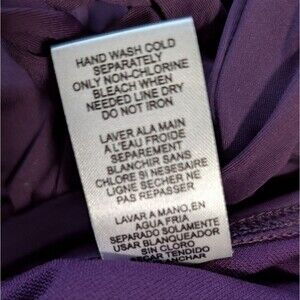 HAND WASH COLD
SEPARATELY
ONLY NON-CHLORINE
BLEACH WHEN
NEEDED LINE DRY
DO NOT IRON
LAVER ALA MAIN
A L'EAU FROIDE
SEPAREMENT
BLANCHIR SANS
CHLORE SI NESESAIRE
LIGNE SECHER NE
PAS REPASSER
LAVAR A MANO, EN
AGUA FRIA
SEPARADO SOLAMENTE
USAR BLANQUEADOR
SIN CLORO
TENDIDO